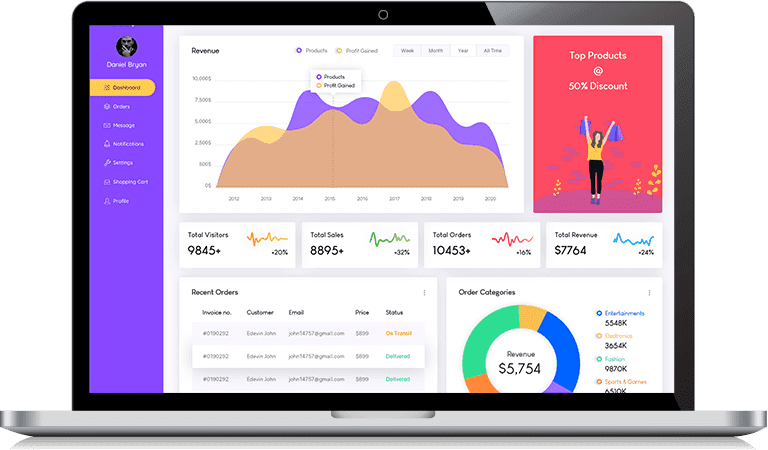 Daniel Bryan
Dashboard
Orders
Message
Notifications
Settings
Shopping Cart
Profile
Revenue
Products
Profit Gained
Week
Month
Year
All Time
Products
Profit Gained
10,000$
7,500$
5,000$
2,500$
500$
0$
2012
2013
2014
2015
2016
2017
2018
2019
2020
Top Products
@
50% Discount
Total Visitors
9845+
+20%
Total Sales
8895+
+32%
Total Orders
10453+
+16%
Total Revenue
$7764
+24%
Recent Orders
Invoice no. Customer Email Price Status
#0190292 Edevin John john14757@gmail.com $899 On Transit
#0190292 Edevin John john14757@gmail.com $899 Delivered
#0190292 Edevin John john14757@gmail.com $899 Delivered
Order Categories
Revenue
$5,754
Entertainments
5548K
Electronics
3654K
Fashion
9870K
Sports & Games
6510K